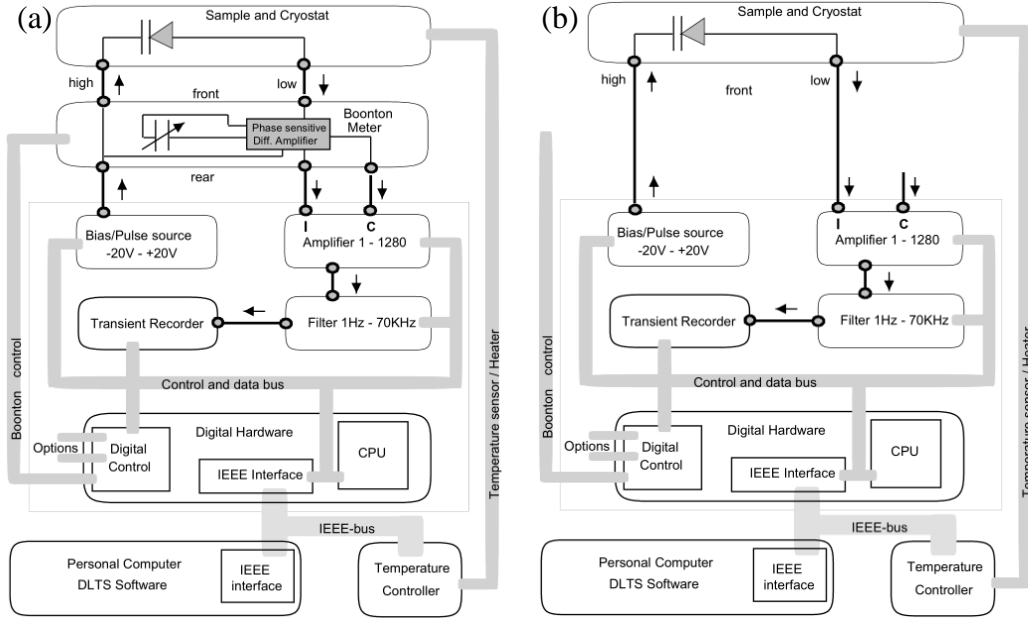 (a)
Sample and Cryostat
high
low
front
Boonton
Meter
Phase sensitive
Diff. Amplifier
rear
I
C
Bias/Pulse source
-20V - +20V
Amplifier 1 - 1280
Transient Recorder
Filter 1Hz - 70KHz
Control and data bus
Boonton control
Temperature sensor / Heater
Digital Hardware
Options
Digital
Control
CPU
IEEE Interface
IEEE-bus
Personal Computer
DLTS Software
IEEE
interface
Temperature
Controller
(b)
Sample and Cryostat
high
low
front
I
C
Bias/Pulse source
-20V - +20V
Amplifier 1 - 1280
Transient Recorder
Filter 1Hz - 70KHz
Control and data bus
Boonton control
Temperature sensor / Heater
Digital Hardware
Options
Digital
Control
CPU
IEEE Interface
IEEE-bus
Personal Computer
DLTS Software
IEEE
interface
Temperature
Controller